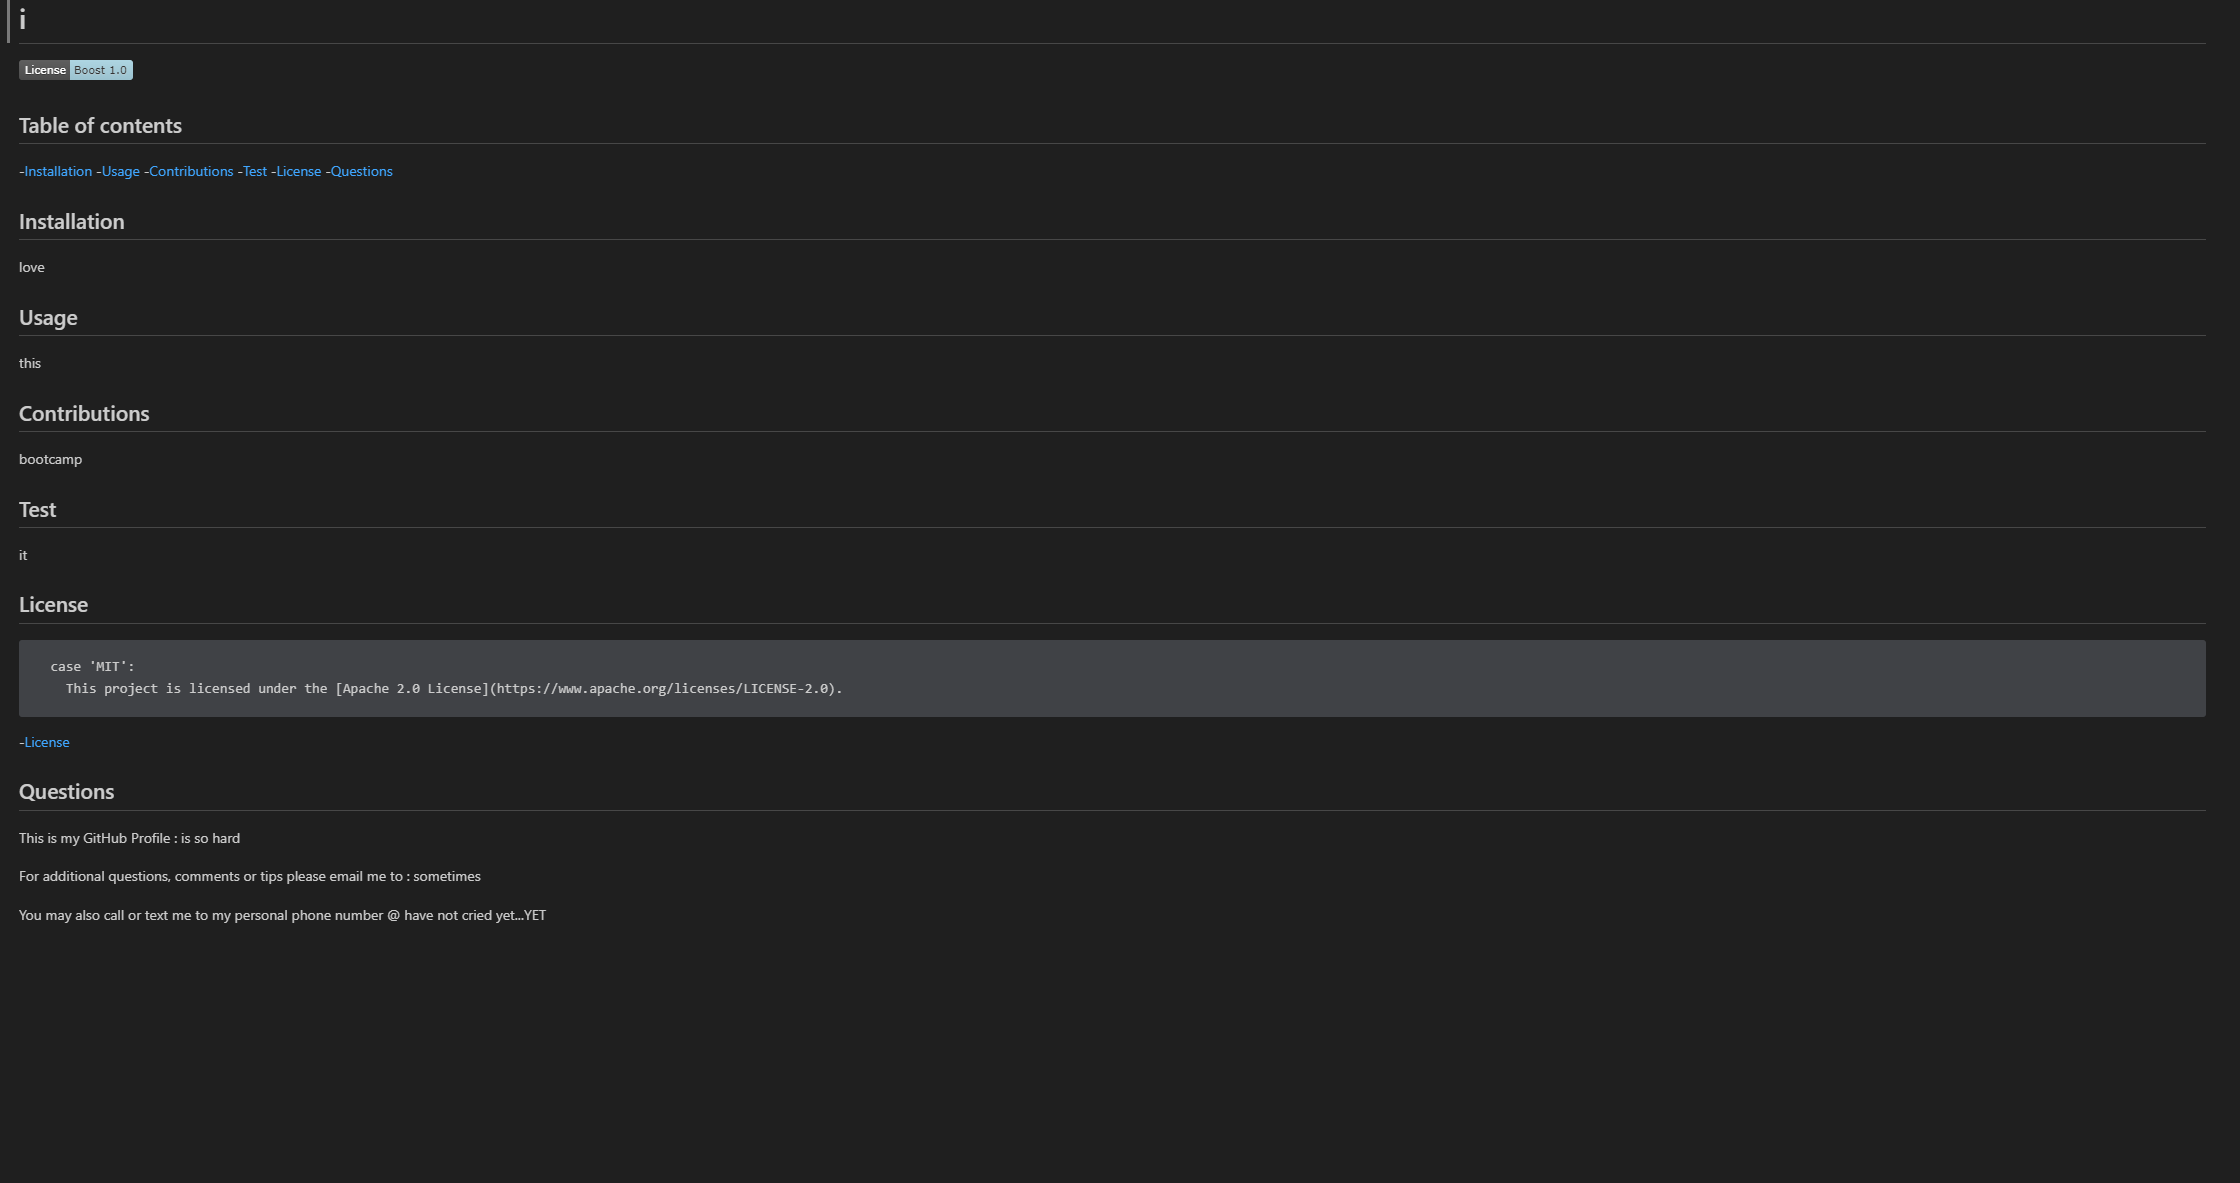 i
License Boost 1.0
Table of contents
-Installation -Usage -Contributions -Test -License -Questions
Installation
love
Usage
this
Contributions
bootcamp
Test
it
License
case 'MIT':
This project is licensed under the [Apache 2.0 License](https://www.apache.org/licenses/LICENSE-2.0).
-License
Questions
This is my GitHub Profile : is so hard
For additional questions, comments or tips please email me to : sometimes
You may also call or text me to my personal phone number @ have not cried yet...YET